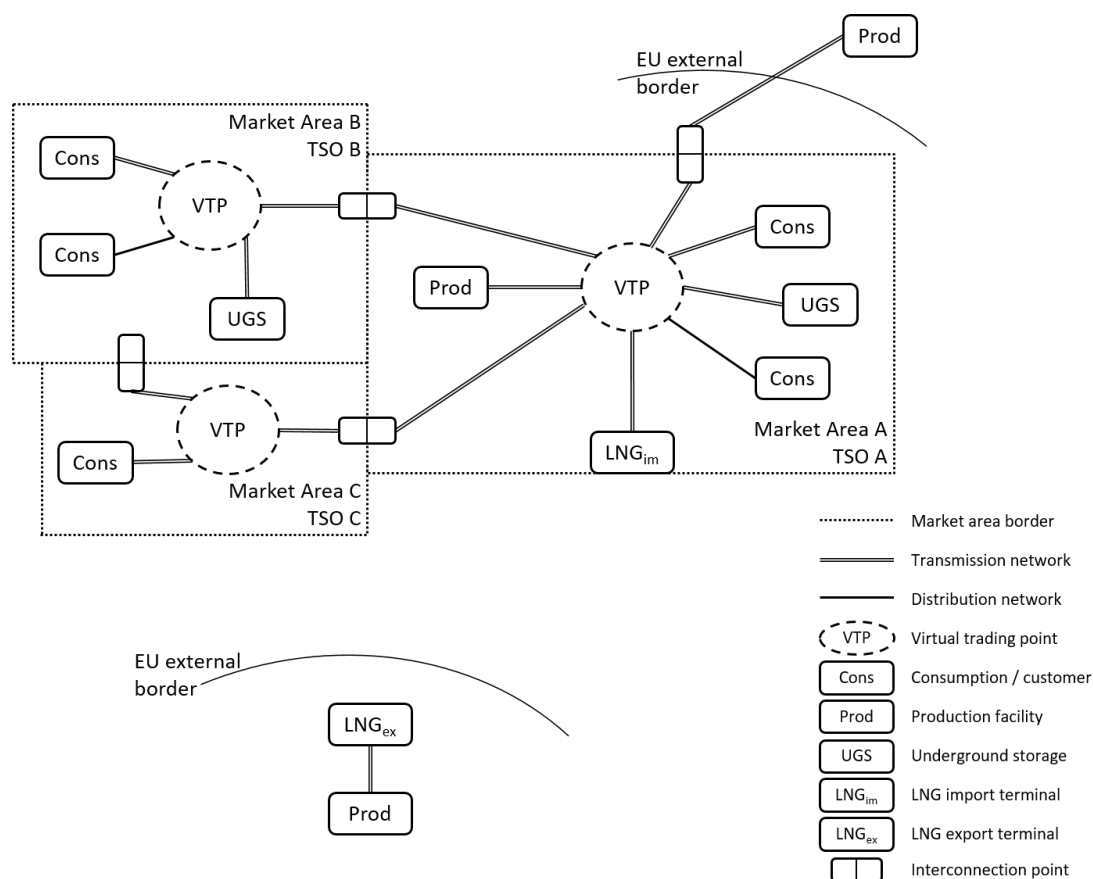 Prod
EU external
border
Market Area B
TSO B
Cons
VTP
Cons
UGS
Cons
Prod
VTP
UGS
Cons
LNGim
Market Area A
TSO A
VTP
Cons
Market Area C
TSO C
Market area border
Transmission network
Distribution network
VTP Virtual trading point
Cons Consumption / customer
Prod Production facility
UGS Underground storage
LNGim LNG import terminal
LNGex LNG export terminal
Interconnection point
EU external
border
LNGex
Prod